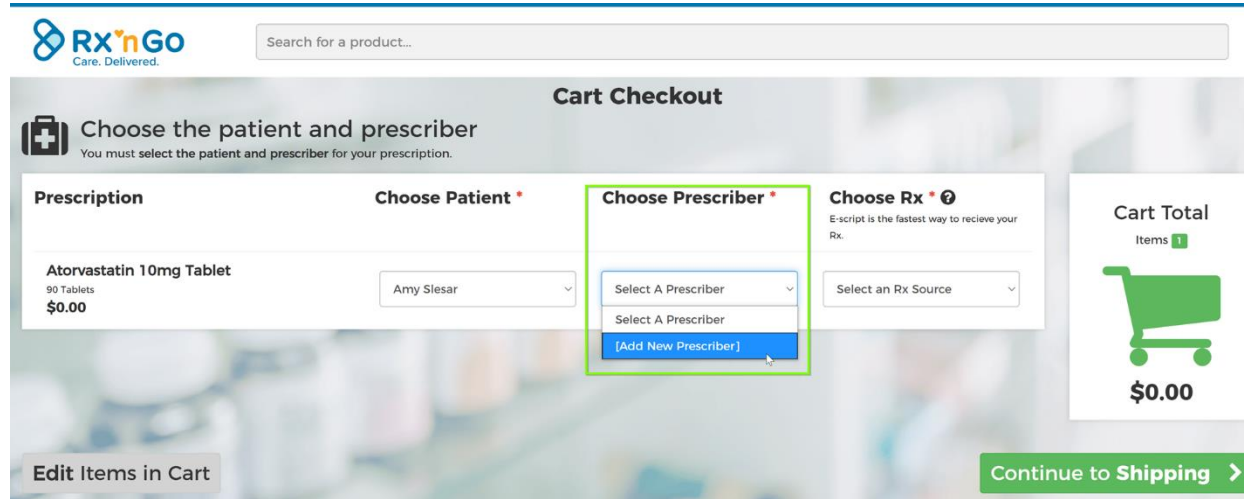 Rx'nGo
Care. Delivered.
Search for a product...
Cart Checkout
Choose the patient and prescriber
You must select the patient and prescriber for your prescription.
Prescription
Choose Patient *
Choose Prescriber *
Choose Rx * ?
E-script is the fastest way to recieve your
Rx.
Atorvastatin 10mg Tablet
90 Tablets
$0.00
Amy Slesar
Select A Prescriber
Select an Rx Source
Select A Prescriber
[Add New Prescriber]
Cart Total
Items 1
$0.00
Edit Items in Cart
Continue to Shipping